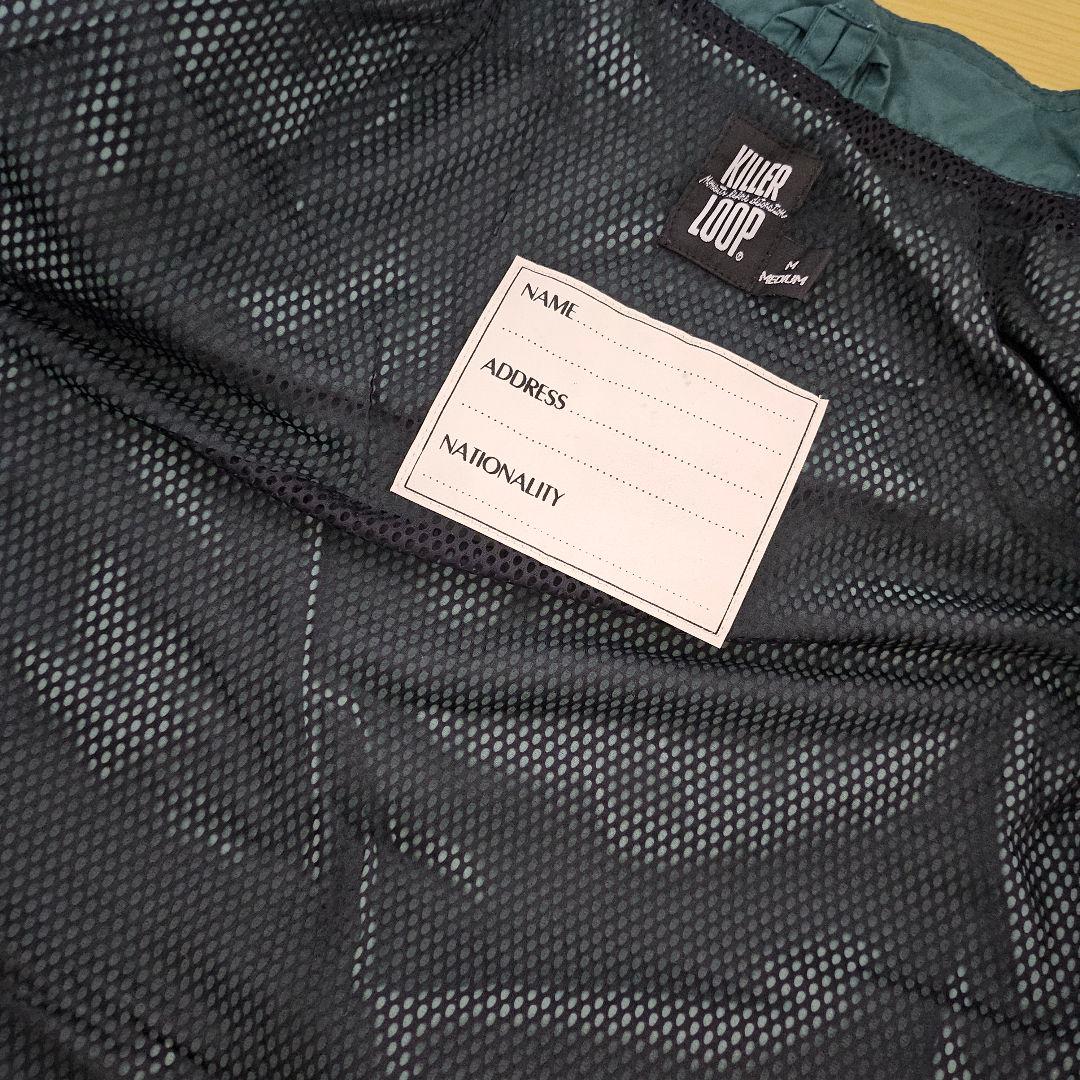 KILLER
LOOP®
M
MEDIUM
NAME
ADDRESS
NATIONALITY